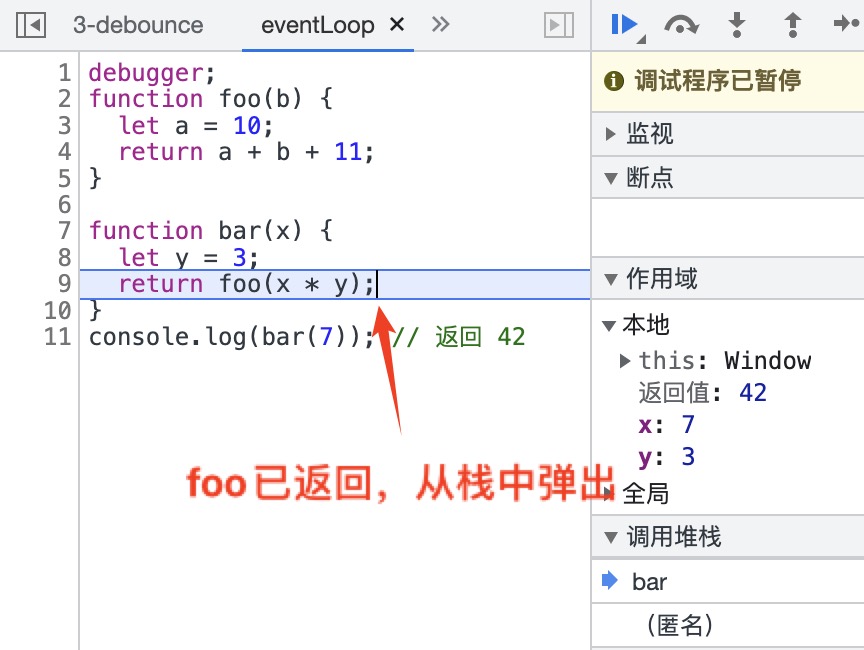 3-debounce
eventLoop ×
1 debugger;
2 function foo(b) {
3 let a = 10;
4 return a + b + 11;
5 }
6
7 function bar(x) {
8 let y = 3;
9 return foo(x * y);
10 }
11 console.log(bar(7)); // 返回 42
foo已返回，从栈中弹出
调试程序已暂停
监视
断点
作用域
本地
this: Window
返回值: 42
x: 7
y: 3
全局
调用堆栈
bar
（匿名）